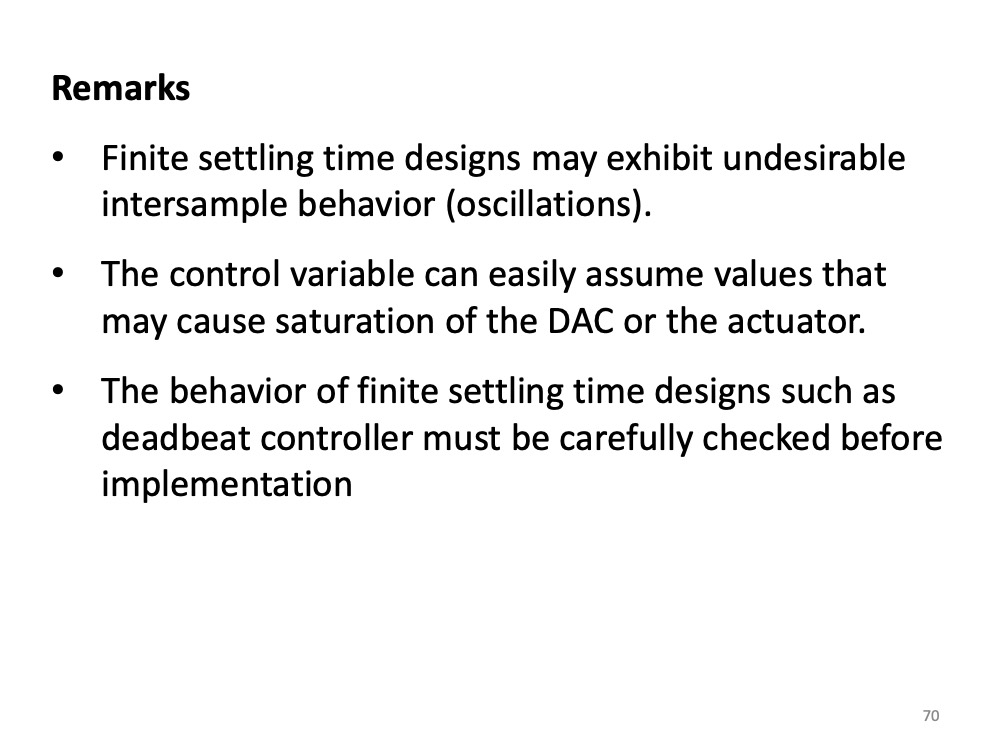 Remarks
• Finite settling time designs may exhibit undesirable
intersample behavior (oscillations).
• The control variable can easily assume values that
may cause saturation of the DAC or the actuator.
• The behavior of finite settling time designs such as
deadbeat controller must be carefully checked before
implementation
70